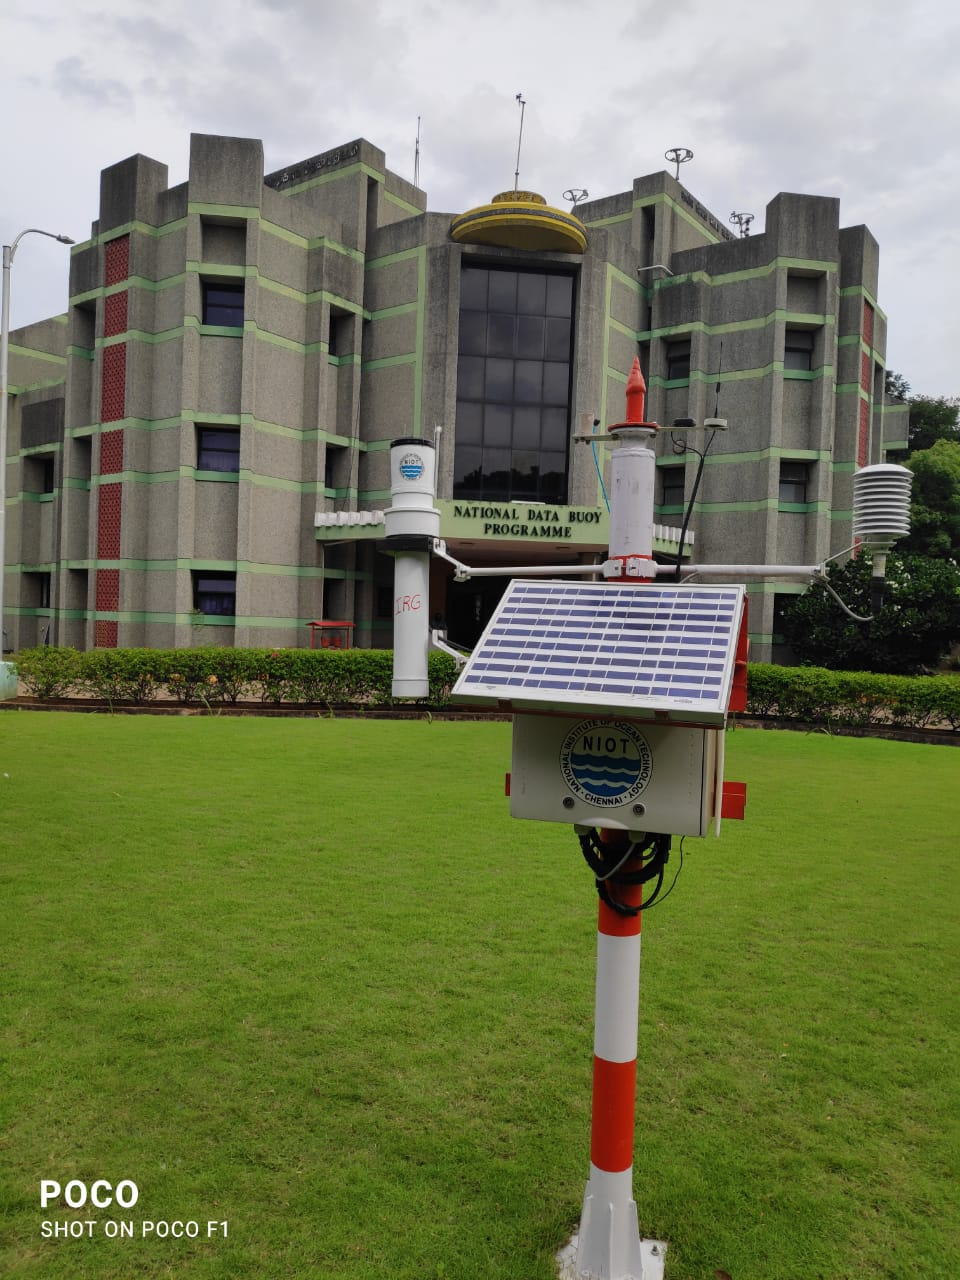 NIOT
NATIONAL DATA BUOY
PROGRAMME
IRG
NATIONAL INSTITUTE OF OCEAN TECHNOLOGY
NIOT
· CHENNAI ·
POCO
SHOT ON POCO F1